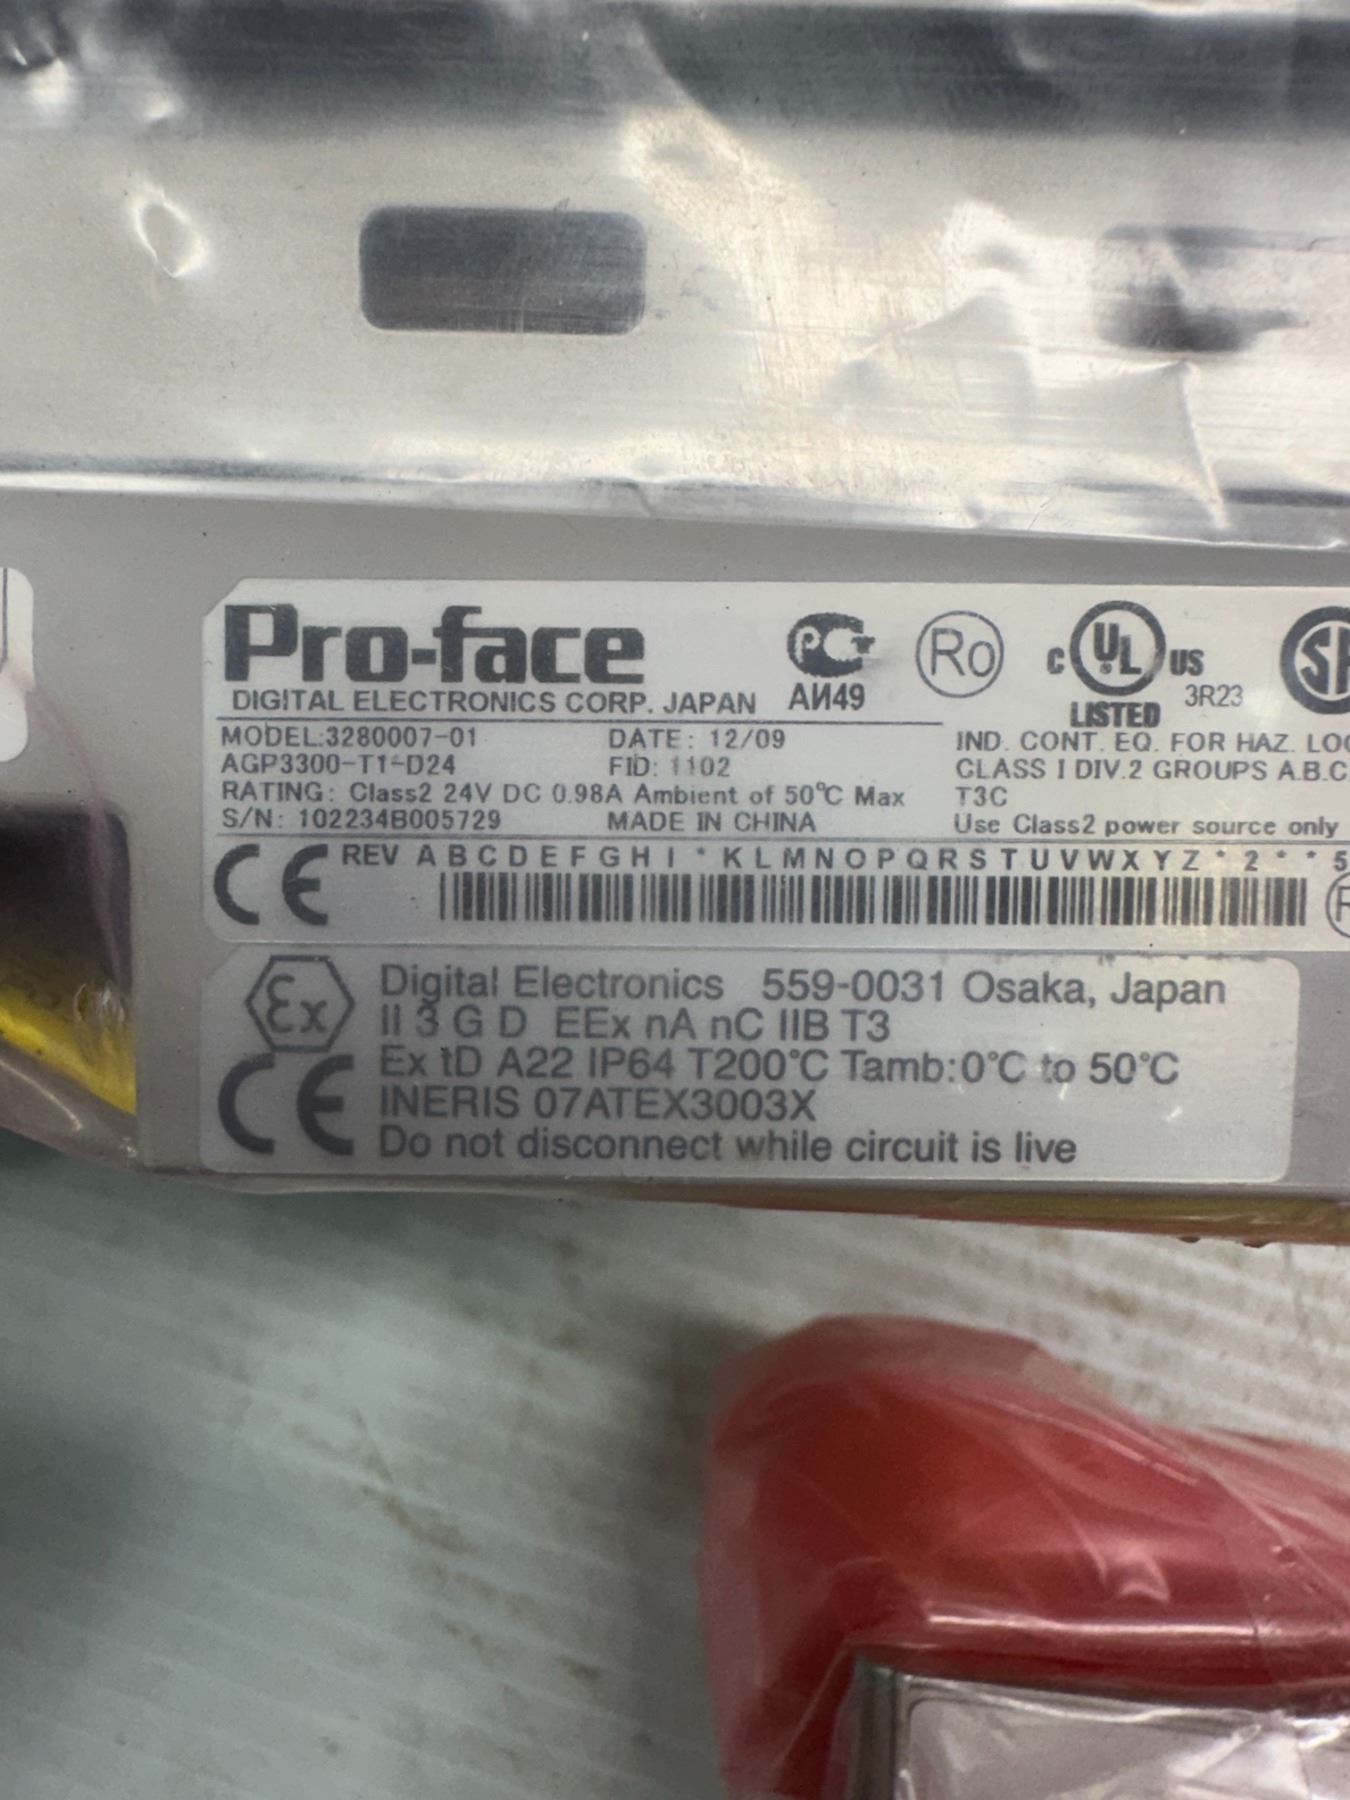 Pro-face
DIGITAL ELECTRONICS CORP. JAPAN
АИ49
Ro
C UL US
LISTED
3R23
MODEL:3280007-01
DATE: 12/09
AGP3300-T1-D24
FID: 1102
RATING: Class2 24V DC 0.98A Ambient of 50℃ Max
S/N: 102234B005729
MADE IN CHINA
IND. CONT. EQ. FOR HAZ.
CLASS I DIV.2 GROUPS A.B.C
T3C
Use Class2 power source only
CE
REV A B C D E F G H I * K L M N O P Q R S T U V W X Y Z * 2 * * 5
Ex
CE
Digital Electronics 559-0031 Osaka, Japan
II 3 G D EEx nA nC IIB T3
Ex tD A22 IP64 T200℃ Tamb:0℃ to 50℃
INERIS 07ATEX3003X
Do not disconnect while circuit is live